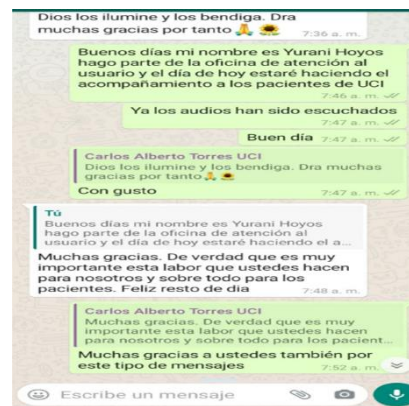 Dios los ilumine y los bendiga. Dra
muchas gracias por tanto🙏 🌻
7:36 a. m.
Buenos días mi nombre es Yurani Hoyos
hago parte de la oficina de atención al
usuario y el día de hoy estaré haciendo el
acompañamiento a los pacientes de UCI
7:46 a. m.
Ya los audios han sido escuchados
7:47 a. m.
Buen día 7:47 a. m.
Carlos Alberto Torres UCI
Dios los ilumine y los bendiga. Dra muchas
gracias por tanto🙏🌻
Con gusto 7:47 a. m.
Tú
Buenos días mi nombre es Yurani Hoyos
hago parte de la oficina de atención al
usuario y el día de hoy estaré haciendo el a...
Muchas gracias. De verdad que es muy
importante esta labor que ustedes hacen
para nosotros y sobre todo para los
pacientes. Feliz resto de dia 7:48 a. m.
Carlos Alberto Torres UCI
Muchas gracias. De verdad que es muy
importante esta labor que ustedes hacen
para nosotros y sobre todo para los pacient...
Muchas gracias a ustedes también por
este tipo de mensajes 7:52 a. m.
Escribe un mensaje